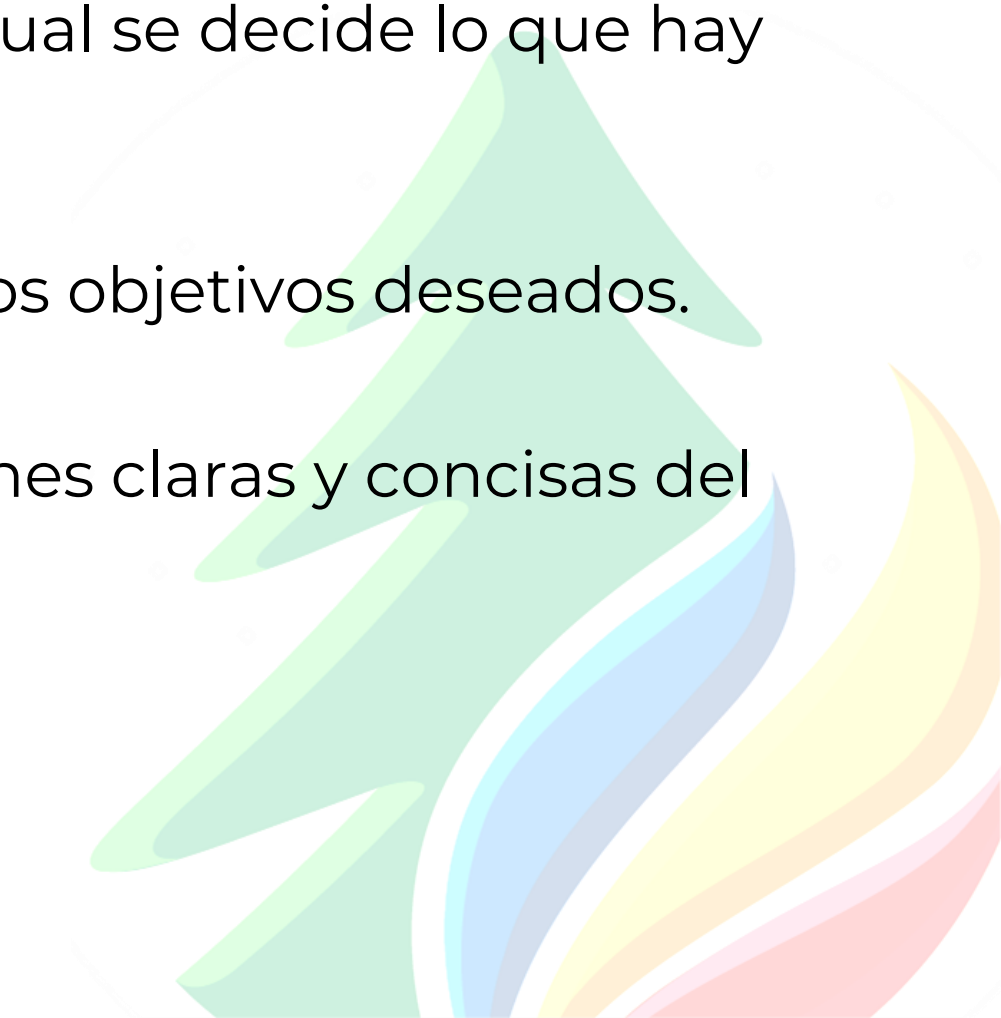 ual se decide lo que hay
os objetivos deseados.
nes claras y concisas del